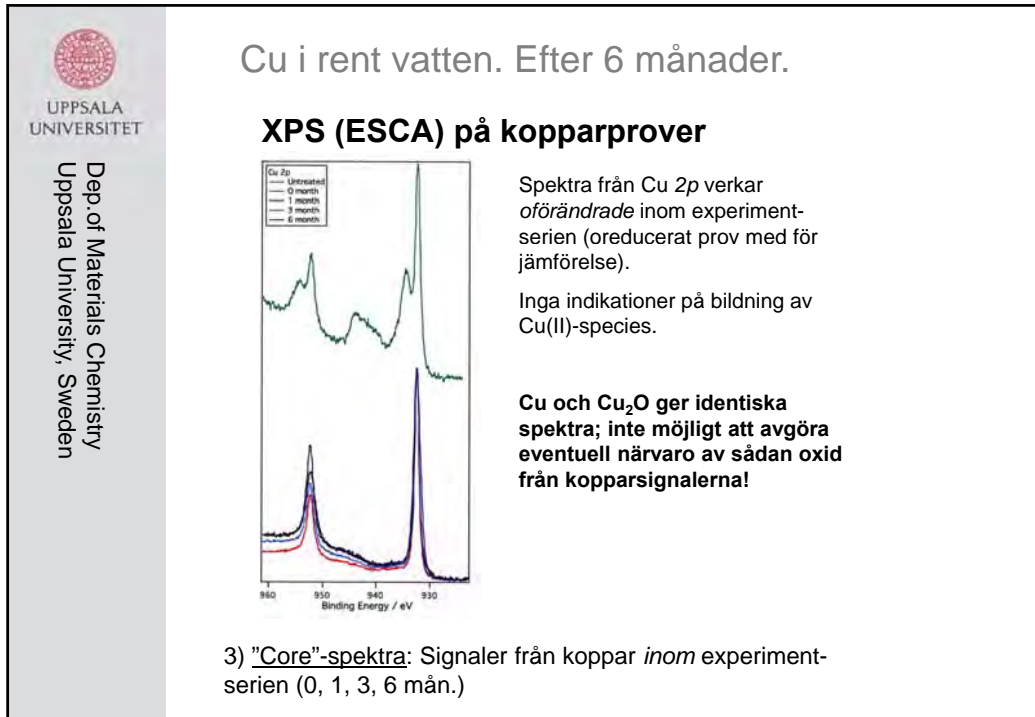 UPPSALA
UNIVERSITET
Dep.of Materials Chemistry
Uppsala University, Sweden
Cu i rent vatten. Efter 6 månader.
XPS (ESCA) på kopparprover
Cu 2p
Untreated
0 month
1 month
3 month
6 month
960 950 940 930
Binding Energy / eV
Spektra från Cu 2p verkar
oförändrade inom experiment-
serien (oreducerat prov med för
jämförelse).
Inga indikationer på bildning av
Cu(II)-species.
Cu och Cu₂O ger identiska
spektra; inte möjligt att avgöra
eventuell närvaro av sådan oxid
från kopparsignalerna!
3) ”Core”-spektra: Signaler från koppar inom experiment-
serien (0, 1, 3, 6 mån.)